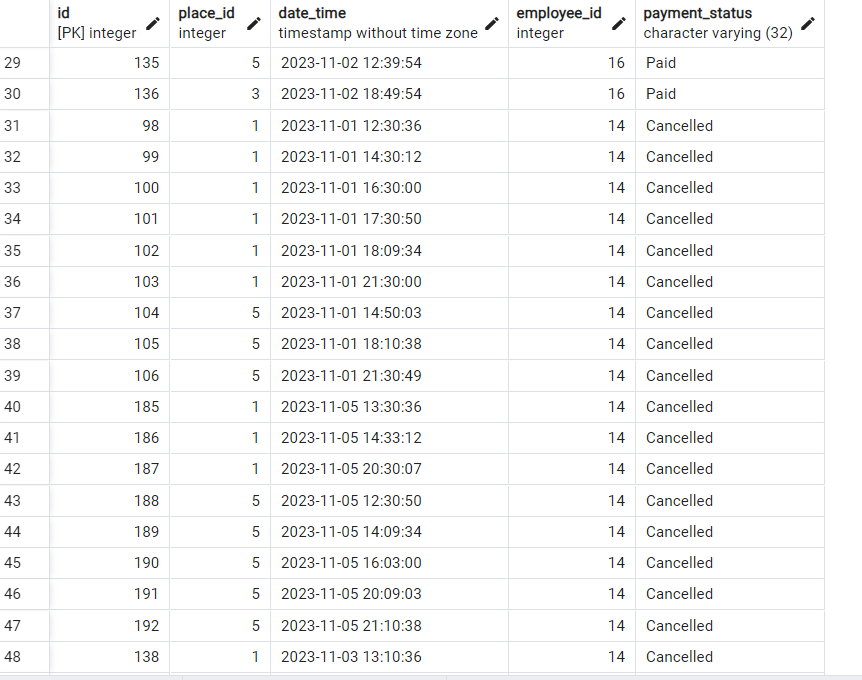 id place_id date_time employee_id payment_status
[PK] integer integer timestamp without time zone integer character varying (32)
29 135 5 2023-11-02 12:39:54 16 Paid
30 136 3 2023-11-02 18:49:54 16 Paid
31 98 1 2023-11-01 12:30:36 14 Cancelled
32 99 1 2023-11-01 14:30:12 14 Cancelled
33 100 1 2023-11-01 16:30:00 14 Cancelled
34 101 1 2023-11-01 17:30:50 14 Cancelled
35 102 1 2023-11-01 18:09:34 14 Cancelled
36 103 1 2023-11-01 21:30:00 14 Cancelled
37 104 5 2023-11-01 14:50:03 14 Cancelled
38 105 5 2023-11-01 18:10:38 14 Cancelled
39 106 5 2023-11-01 21:30:49 14 Cancelled
40 185 1 2023-11-05 13:30:36 14 Cancelled
41 186 1 2023-11-05 14:33:12 14 Cancelled
42 187 1 2023-11-05 20:30:07 14 Cancelled
43 188 5 2023-11-05 12:30:50 14 Cancelled
44 189 5 2023-11-05 14:09:34 14 Cancelled
45 190 5 2023-11-05 16:03:00 14 Cancelled
46 191 5 2023-11-05 20:09:03 14 Cancelled
47 192 5 2023-11-05 21:10:38 14 Cancelled
48 138 1 2023-11-03 13:10:36 14 Cancelled